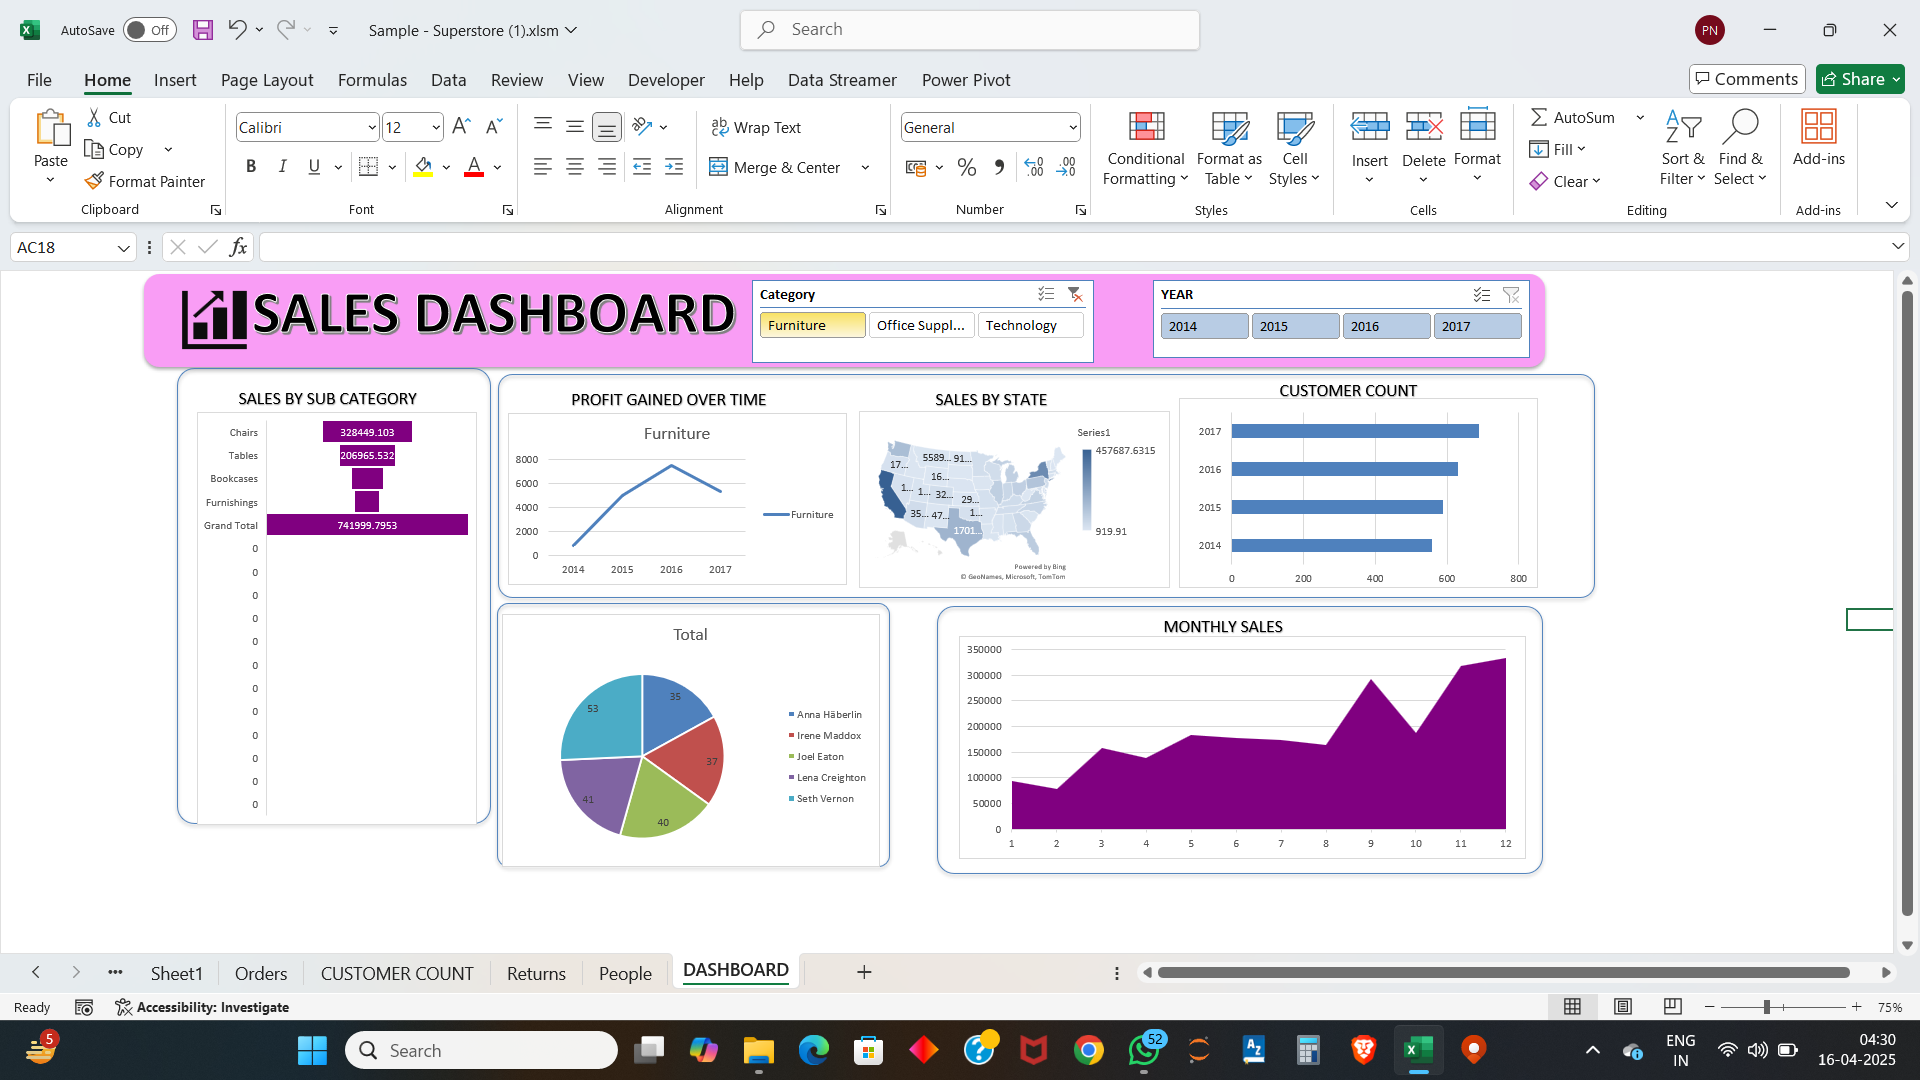 AutoSave Off Sample - Superstore (1).xlsm Search PN
File Home Insert Page Layout Formulas Data Review View Developer Help Data Streamer Power Pivot Comments Share
Paste Cut Copy Format Painter
Clipboard
Calibri 12
B I U A
Font
Wrap Text
Merge & Center
Alignment
General
Number
Conditional Formatting Format as Table Cell Styles
Styles
Insert Delete Format
Cells
AutoSum
Fill
Clear
Sort & Filter Find & Select
Editing
Add-ins
Add-ins
AC18 fx
SALES DASHBOARD
Category
Furniture Office Suppl... Technology
YEAR
2014 2015 2016 2017
SALES BY SUB CATEGORY
Chairs 328449.103
Tables 206965.532
Bookcases
Furnishings
Grand Total 741999.7953
0
0
0
0
0
0
0
0
0
0
0
0
PROFIT GAINED OVER TIME
Furniture
8000
6000
4000
2000
0
2014 2015 2016 2017
Furniture
SALES BY STATE
Series1
457687.6315
919.91
17... 5589... 91...
16...
1... 1... 32... 29...
35... 47... 1...
1701...
Powered by Bing
© GeoNames, Microsoft, TomTom
CUSTOMER COUNT
2017
2016
2015
2014
0 200 400 600 800
Total
35
37
40
41
53
Anna Häberlin
Irene Maddox
Joel Eaton
Lena Creighton
Seth Vernon
MONTHLY SALES
350000
300000
250000
200000
150000
100000
50000
0
1 2 3 4 5 6 7 8 9 10 11 12
Sheet1 Orders CUSTOMER COUNT Returns People DASHBOARD
Ready Accessibility: Investigate 75%
5 Search 52 ENG IN 04:30 16-04-2025